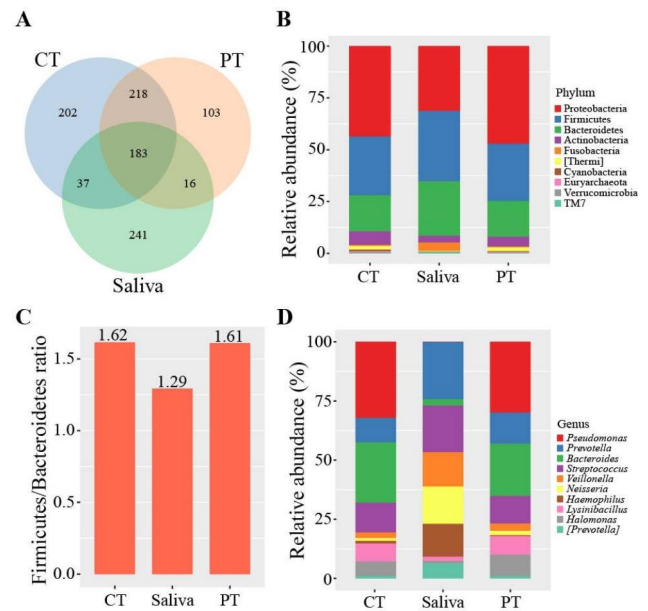 A
CT
PT
218
202
103
183
37
16
241
Saliva
B
Relative abundance (%)
100
75
50
25
0
CT
Saliva
PT
Phylum
Proteobacteria
Firmicutes
Bacteroidetes
Actinobacteria
Fusobacteria
[Thermi]
Cyanobacteria
Euryarchaeota
Verrucomicrobia
TM7
C
Firmicutes/Bacteroidetes ratio
1.62
1.29
1.61
1.5
1.0
0.5
0.0
CT
Saliva
PT
D
Relative abundance (%)
100
75
50
25
0
CT
Saliva
PT
Genus
Pseudomonas
Prevotella
Bacteroides
Streptococcus
Veillonella
Neisseria
Haemophilus
Lysinibacillus
Halomonas
[Prevotella]